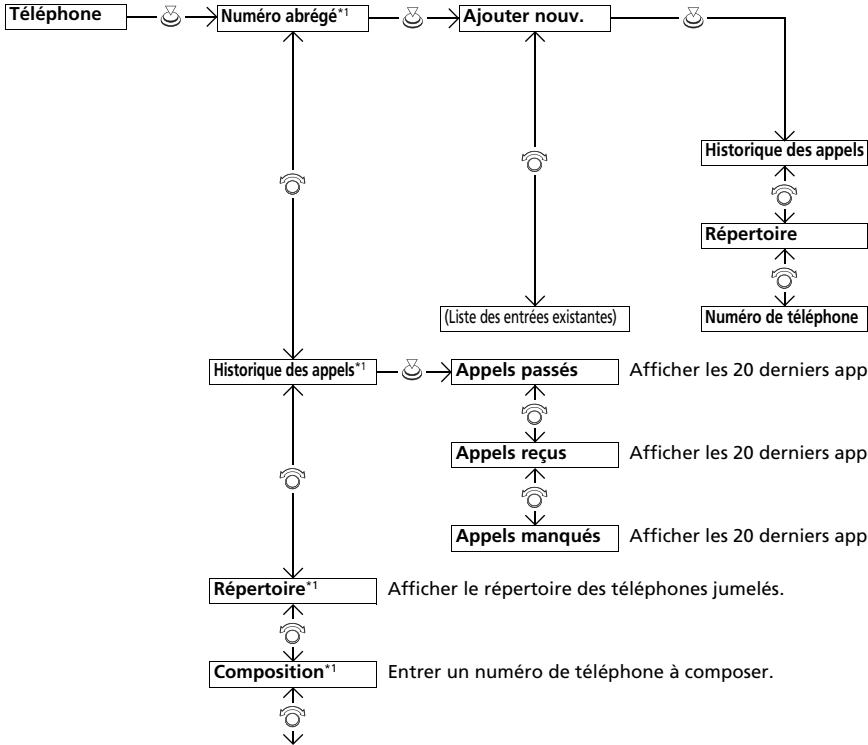 Téléphone
Numéro abrégé*1
Ajouter nouv.
Historique des appels
Répertoire
(Liste des entrées existantes)
Numéro de téléphone
Historique des appels*1
Appels passés
Afficher les 20 derniers app
Appels reçus
Afficher les 20 derniers app
Appels manqués
Afficher les 20 derniers app
Répertoire*1
Afficher le répertoire des téléphones jumelés.
Composition*1
Entrer un numéro de téléphone à composer.